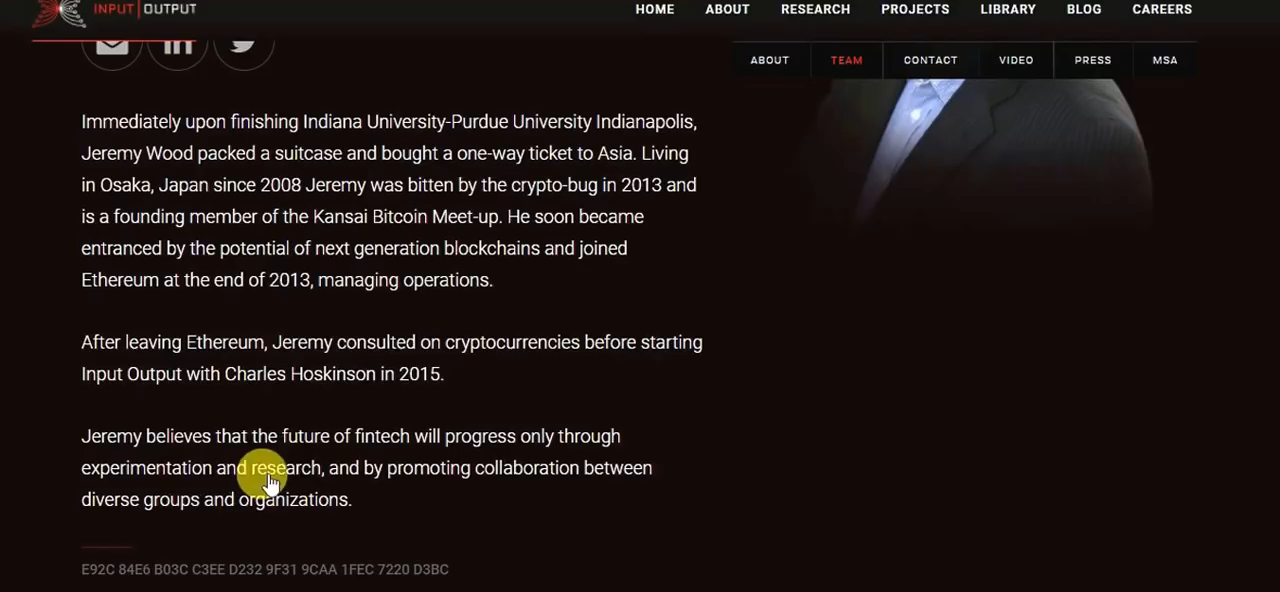 INPUT | OUTPUT
HOME ABOUT RESEARCH PROJECTS LIBRARY BLOG CAREERS
ABOUT TEAM CONTACT VIDEO PRESS MSA
Immediately upon finishing Indiana University-Purdue University Indianapolis,
Jeremy Wood packed a suitcase and bought a one-way ticket to Asia. Living
in Osaka, Japan since 2008 Jeremy was bitten by the crypto-bug in 2013 and
is a founding member of the Kansai Bitcoin Meet-up. He soon became
entranced by the potential of next generation blockchains and joined
Ethereum at the end of 2013, managing operations.
After leaving Ethereum, Jeremy consulted on cryptocurrencies before starting
Input Output with Charles Hoskinson in 2015.
Jeremy believes that the future of fintech will progress only through
experimentation and research, and by promoting collaboration between
diverse groups and organizations.
E92C 84E6 B03C C3EE D232 9F31 9CAA 1FEC 7220 D3BC